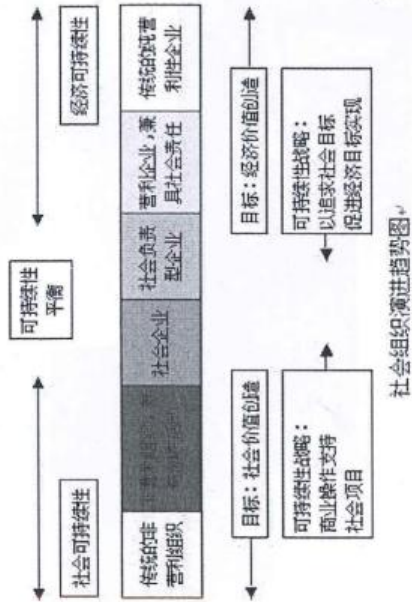 社会可持续性
可持续性
平衡
经济可持续性
传统的非
营利组织
社会企业
社会负责
型企业
营利企业,兼
具社会责任
传统的纯营
利性企业
目标：社会价值创造
目标：经济价值创造
可持续性战略：
商业操作支持
社会项目
可持续性战略：
以追求社会目标
促进经济目标实现
社会组织演进趋势图